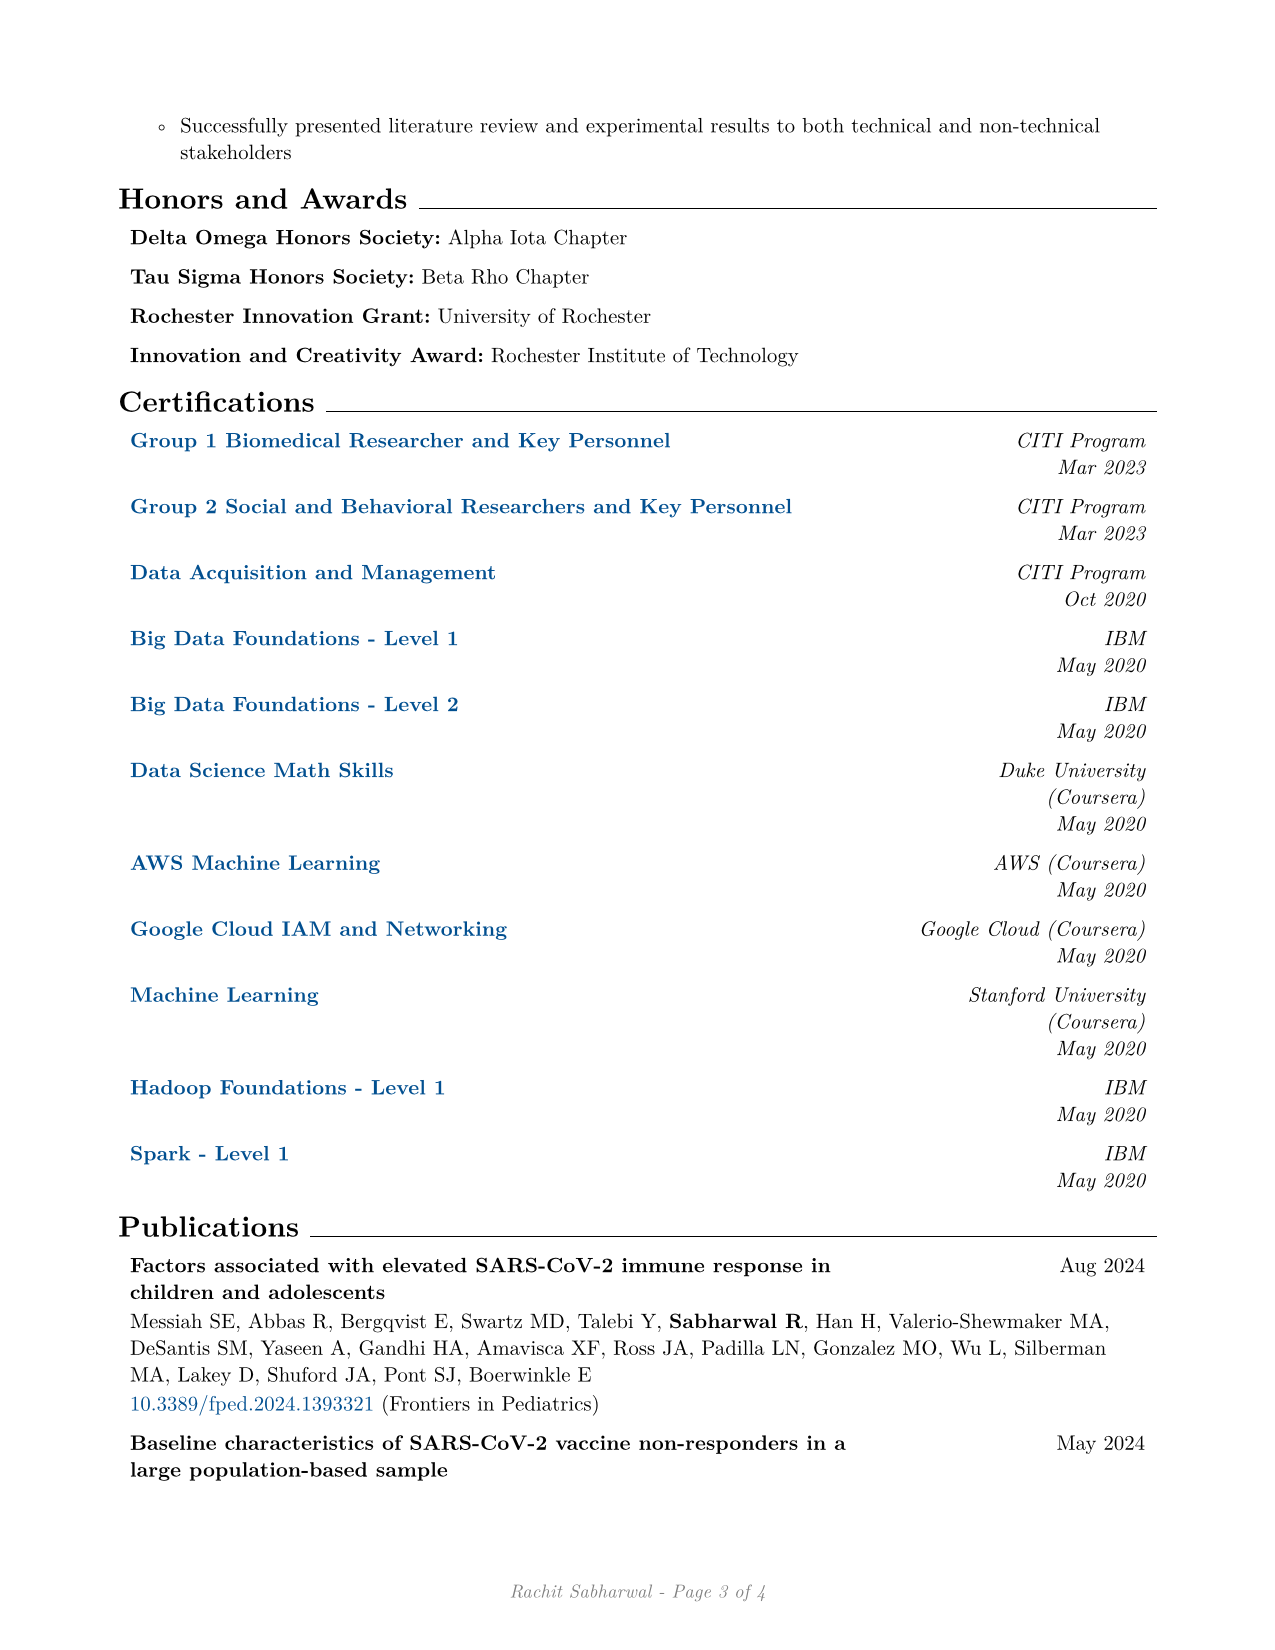 ◦ Successfully presented literature review and experimental results to both technical and non-technical
stakeholders
Honors and Awards
Delta Omega Honors Society: Alpha Iota Chapter
Tau Sigma Honors Society: Beta Rho Chapter
Rochester Innovation Grant: University of Rochester
Innovation and Creativity Award: Rochester Institute of Technology
Certifications
Group 1 Biomedical Researcher and Key Personnel CITI Program
Mar 2023
Group 2 Social and Behavioral Researchers and Key Personnel CITI Program
Mar 2023
Data Acquisition and Management CITI Program
Oct 2020
Big Data Foundations - Level 1 IBM
May 2020
Big Data Foundations - Level 2 IBM
May 2020
Data Science Math Skills Duke University
(Coursera)
May 2020
AWS Machine Learning AWS (Coursera)
May 2020
Google Cloud IAM and Networking Google Cloud (Coursera)
May 2020
Machine Learning Stanford University
(Coursera)
May 2020
Hadoop Foundations - Level 1 IBM
May 2020
Spark - Level 1 IBM
May 2020
Publications
Factors associated with elevated SARS-CoV-2 immune response in Aug 2024
children and adolescents
Messiah SE, Abbas R, Bergqvist E, Swartz MD, Talebi Y, Sabharwal R, Han H, Valerio-Shewmaker MA,
DeSantis SM, Yaseen A, Gandhi HA, Amavisca XF, Ross JA, Padilla LN, Gonzalez MO, Wu L, Silberman
MA, Lakey D, Shuford JA, Pont SJ, Boerwinkle E
10.3389/fped.2024.1393321 (Frontiers in Pediatrics)
Baseline characteristics of SARS-CoV-2 vaccine non-responders in a May 2024
large population-based sample
Rachit Sabharwal - Page 3 of 4